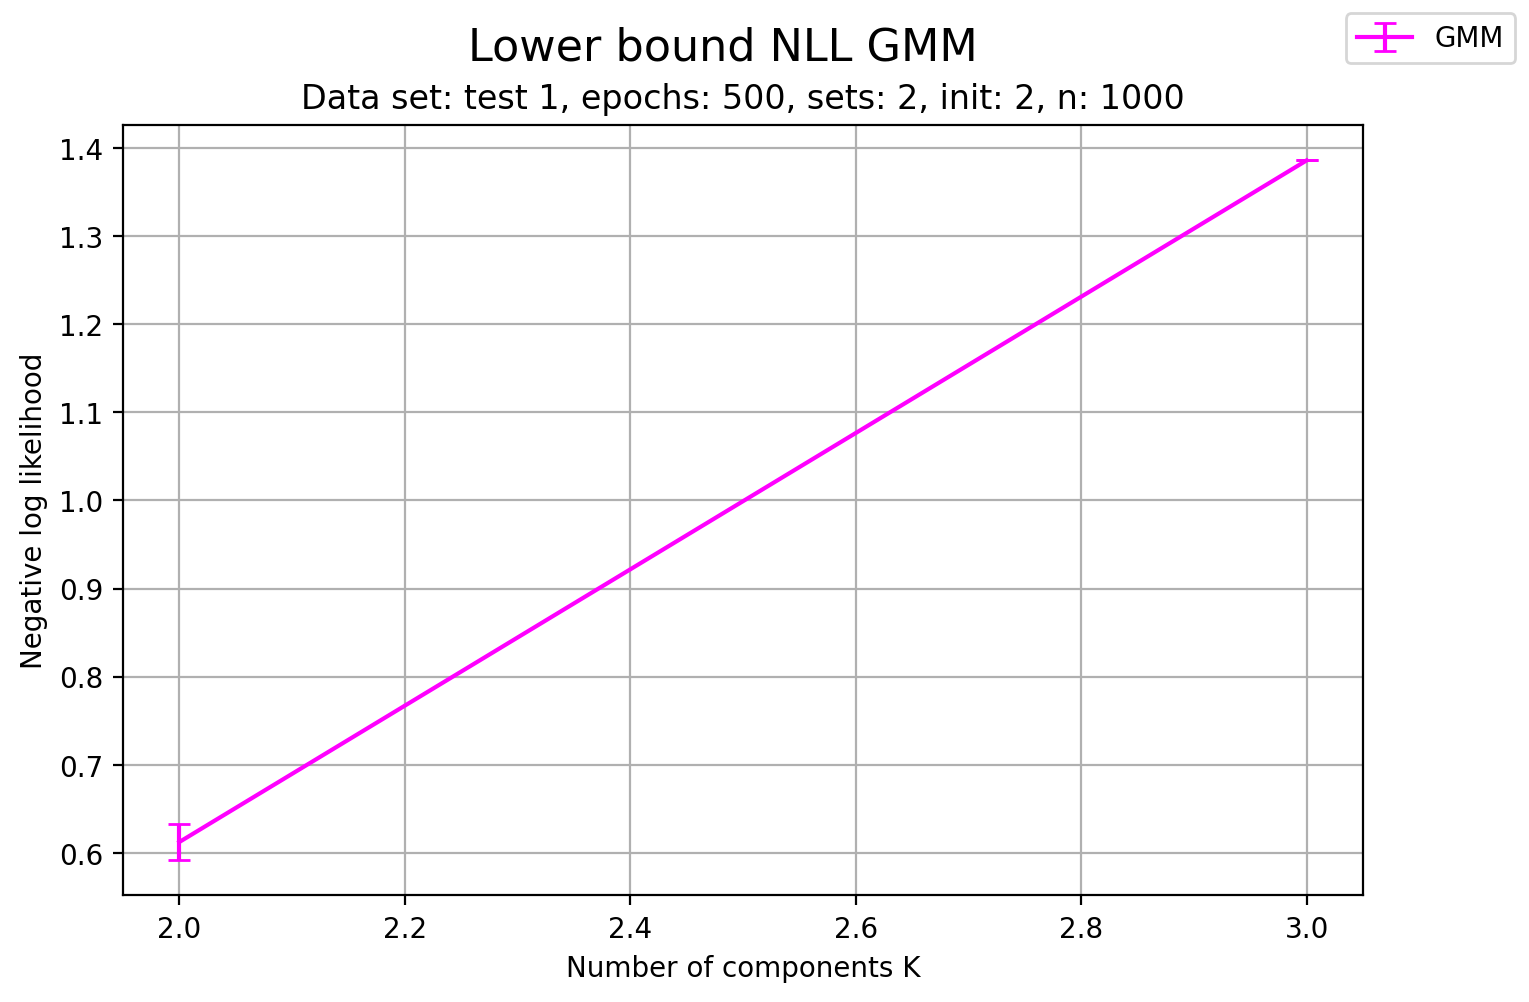 Lower bound NLL GMM
GMM
Data set: test 1, epochs: 500, sets: 2, init: 2, n: 1000
1.4
1.3
1.2
1.1
1.0
0.9
0.8
0.7
0.6
Negative log likelihood
2.0 2.2 2.4 2.6 2.8 3.0
Number of components K